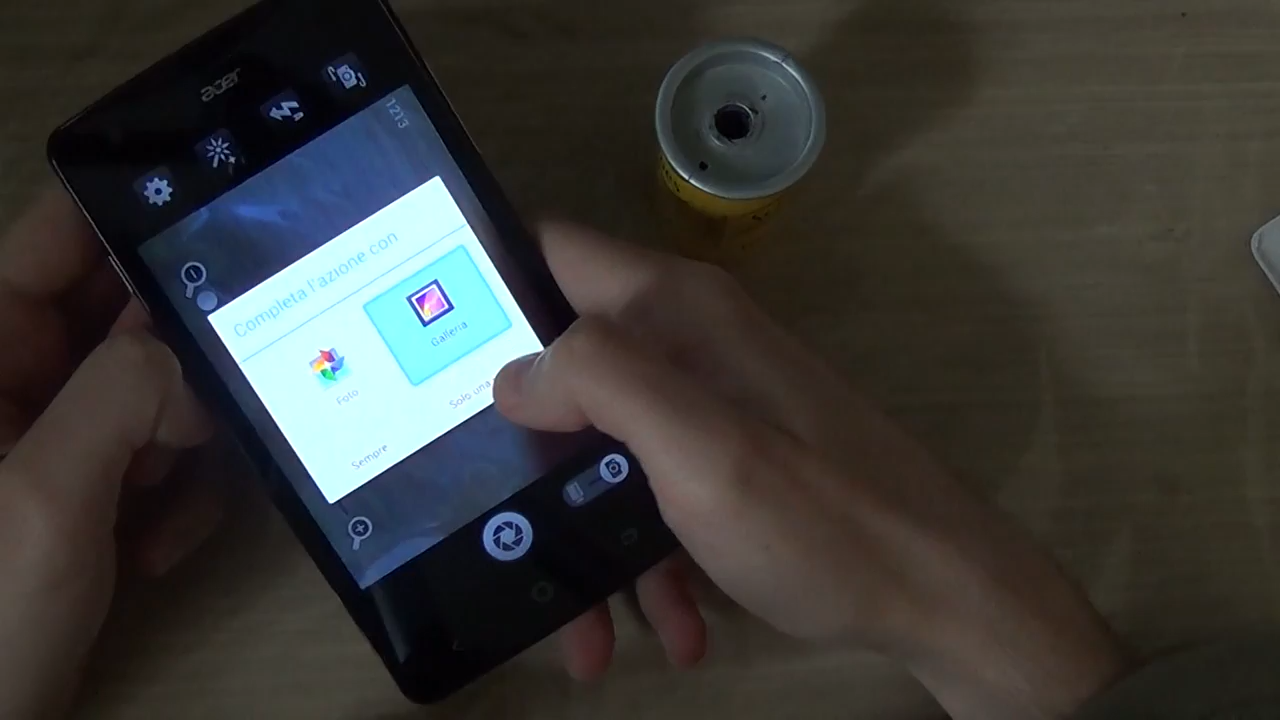 acer
1213
Completa l'azione con
Galleria
Foto
Solo una
Sempre